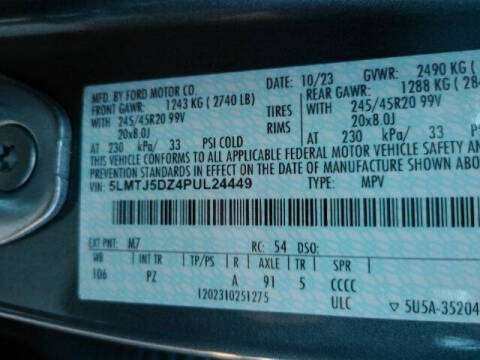 MFD. BY FORD MOTOR CO. DATE: 10/23 GVWR: 2490 KG (
FRONT GAWR: 1243 KG ( 2740 LB) REAR GAWR: 1288 KG ( 284
WITH 245/45R20 99V TIRES WITH 245/45R20 99V
20x8.0J RIMS 20x8.0J
AT 230 kPa/ 33 PSI COLD AT 230 kPa/ 33 PS
THIS VEHICLE CONFORMS TO ALL APPLICABLE FEDERAL MOTOR VEHICLE SAFETY AN
PREVENTION STANDARDS IN EFFECT ON THE DATE OF MANUFACTURE SHOWN ABOVE.
VIN: 5LMTJ5DZ4PUL24449 TYPE: MPV
EXT PNT: M7 RC: 54 DSO:
WB INT TR TP/PS R AXLE TR SPR
106 PZ A 91 5 CCCC
1202310251275 ULC ▽ 5U5A-35204